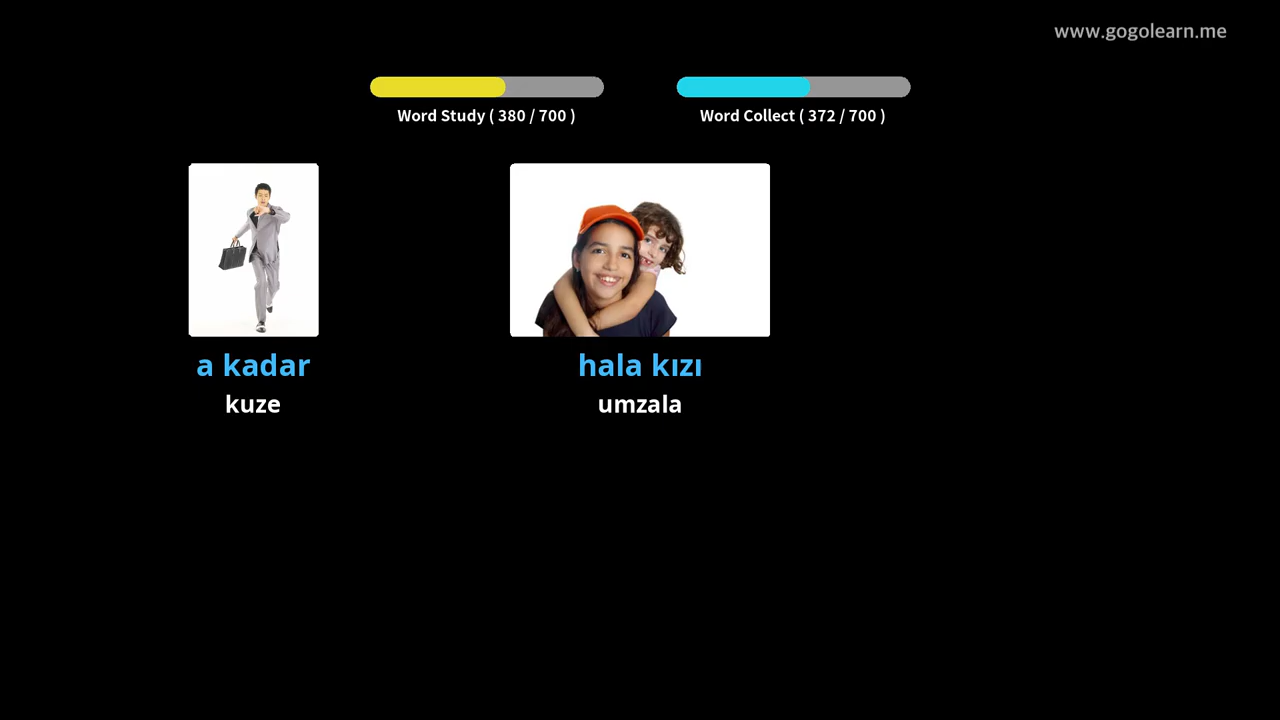 www.gogolearn.me
Word Study ( 380 / 700 )
Word Collect ( 372 / 700 )
a kadar
kuze
hala kızı
umzala